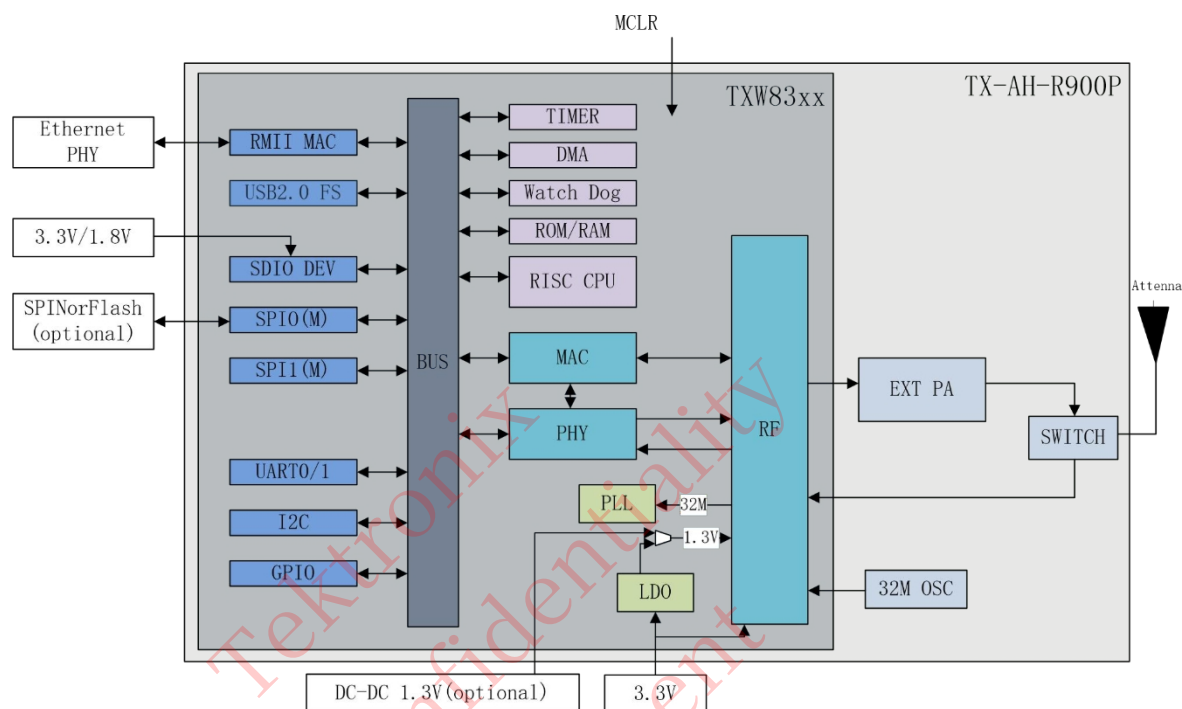 MCLR
TX-AH-R900P
TXW83xx
Ethernet
PHY
RMII MAC
USB2.0 FS
3.3V/1.8V
SDIO DEV
SPINorFlash
(optional)
SPI0(M)
SPI1(M)
UART0/1
I2C
GPIO
BUS
TIMER
DMA
Watch Dog
ROM/RAM
RISC CPU
MAC
PHY
PLL
32M
1.3V
LDO
RF
EXT PA
SWITCH
Attenna
32M OSC
DC-DC 1.3V(optional)
3.3V
Tektronix